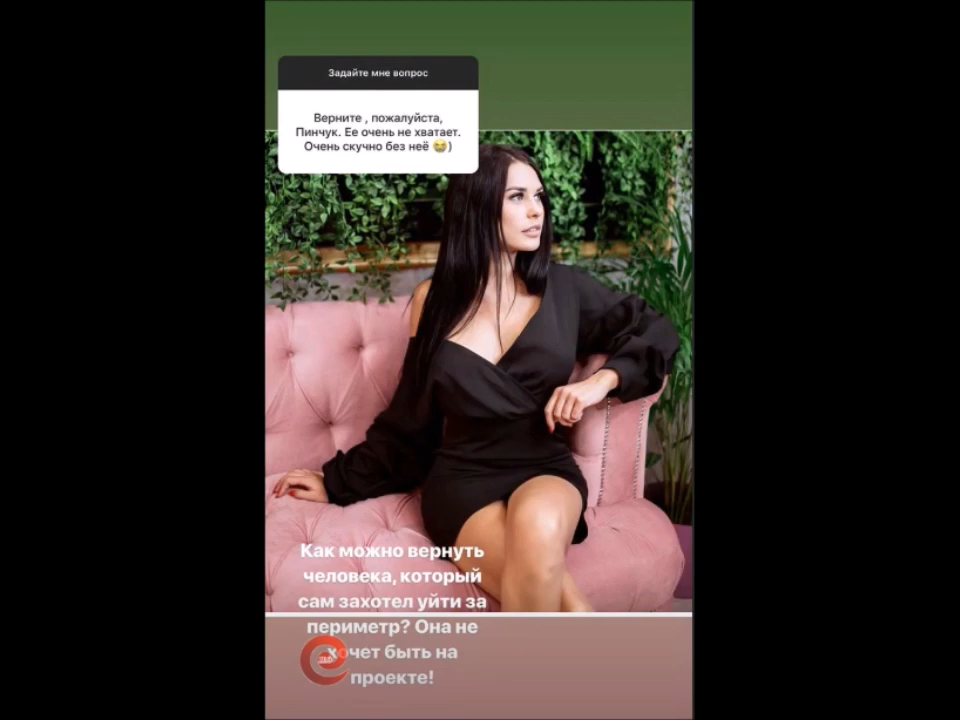 Задайте мне вопрос
Верните , пожалуйста,
Пинчук. Ее очень не хватает.
Очень скучно без неё 😭)
Как можно вернуть
человека, который
сам захотел уйти за
периметр? Она не
хочет быть на
проекте!